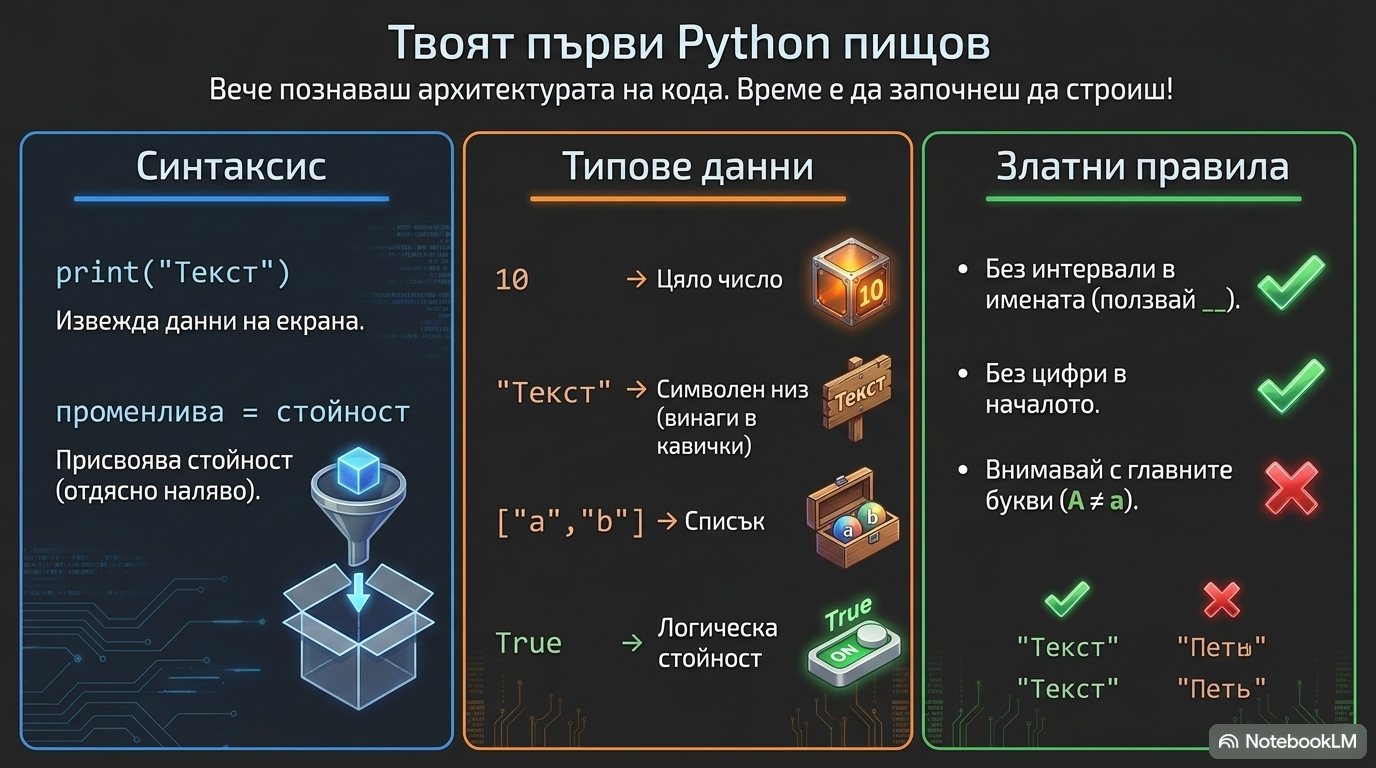 Твоят първи Python пищов
Вече познаваш архитектурата на кода. Време е да започнеш да строиш!
Синтаксис
print("Текст")
Извежда данни на екрана.
променлива = стойност
Присвоява стойност
(отдясно наляво).
Типове данни
10 → Цяло число
10
"Текст" → Символен низ
(винаги в
кавички)
Текст
["a","b"] → Списък
a b
True → Логическа
стойност
True
ON
Златни правила
• Без интервали в
имената (ползвай __).
• Без цифри в
началото.
• Внимавай с главните
букви (A ≠ a).
"Текст"
"Текст"
"Петь"
NotebookLM